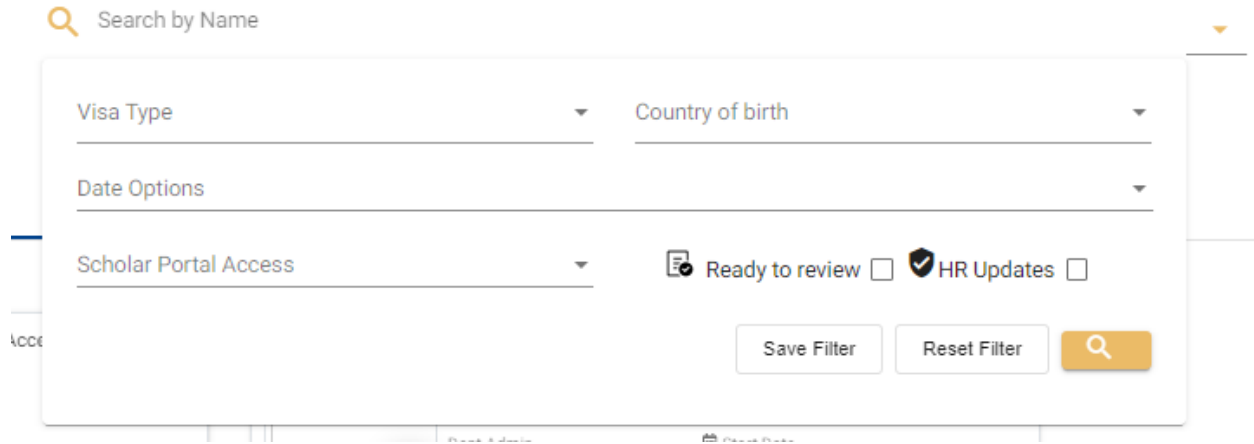 Search by Name
Visa Type Country of birth
Date Options
Scholar Portal Access Ready to review HR Updates
Save Filter Reset Filter
Start Date